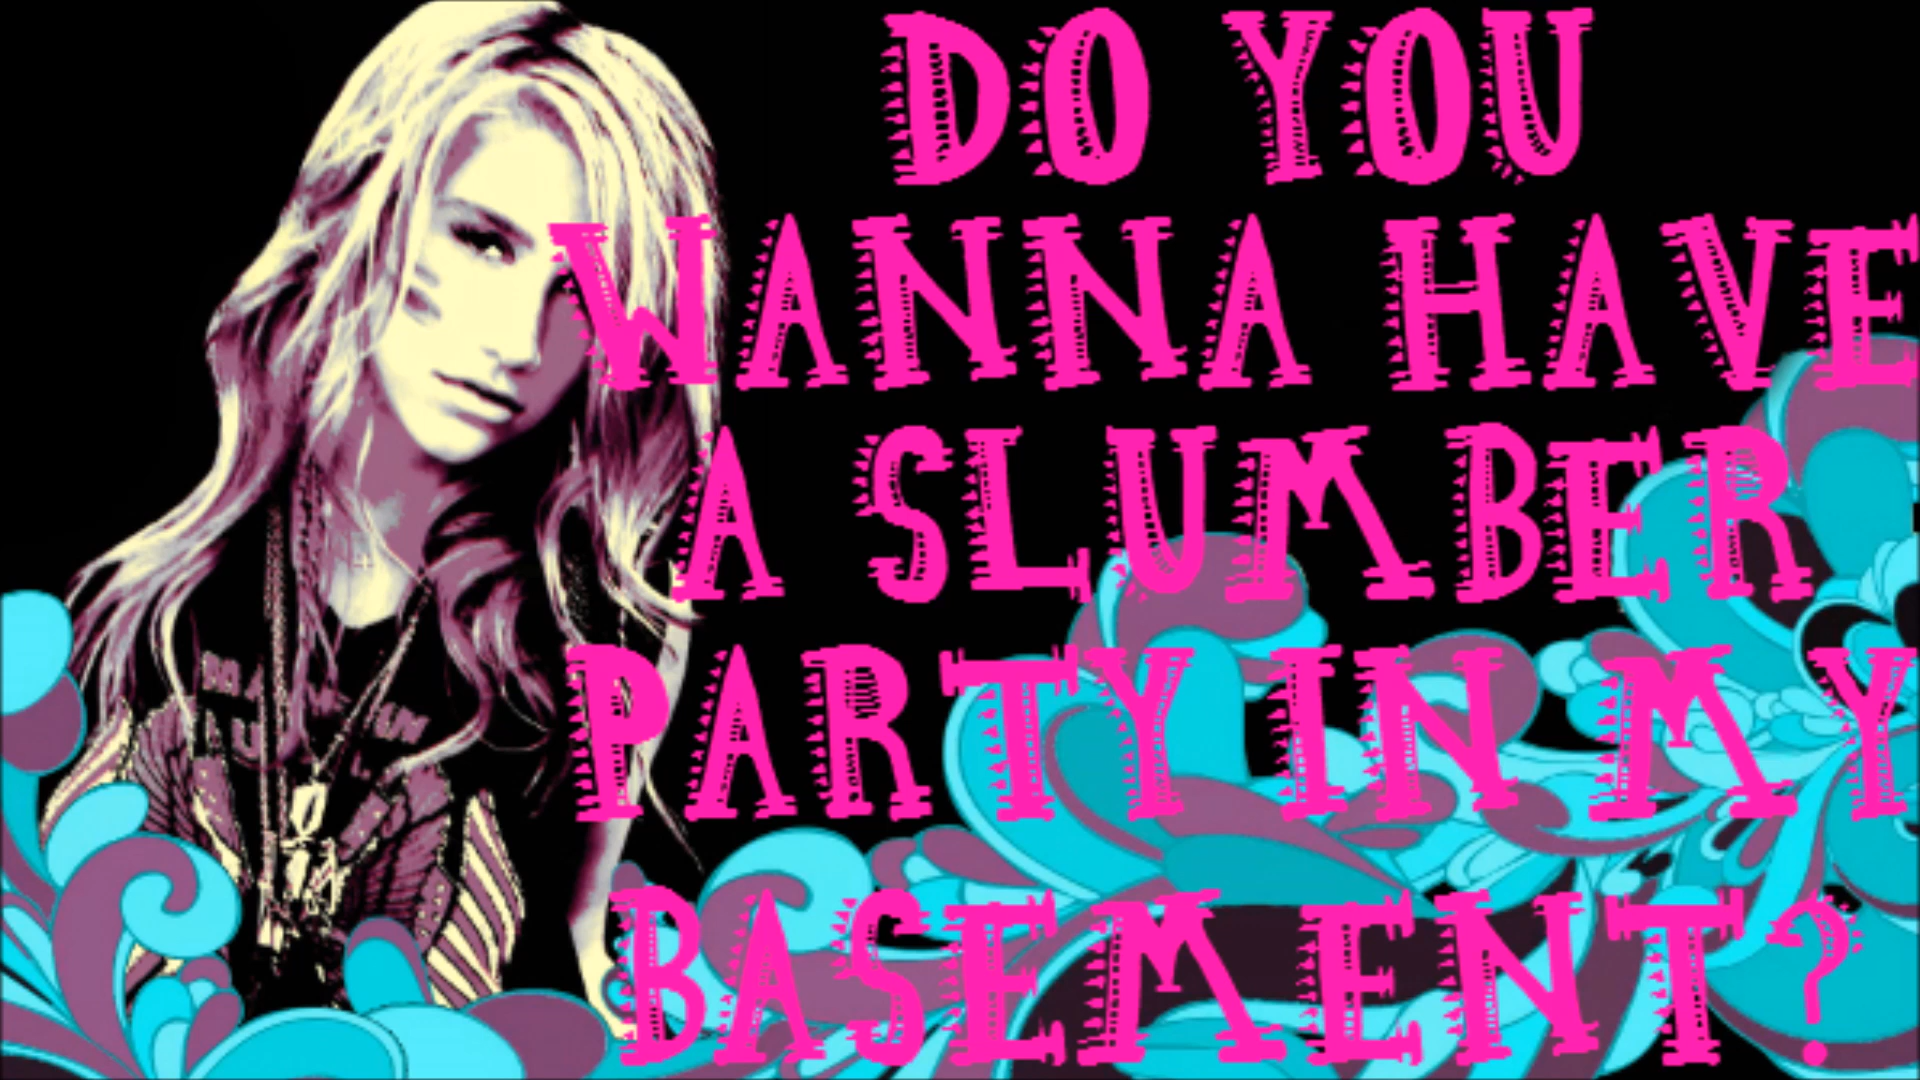 DO YOU
WANNA HAVE
A SLUMBER
PARTY IN MY
BASEMENT?